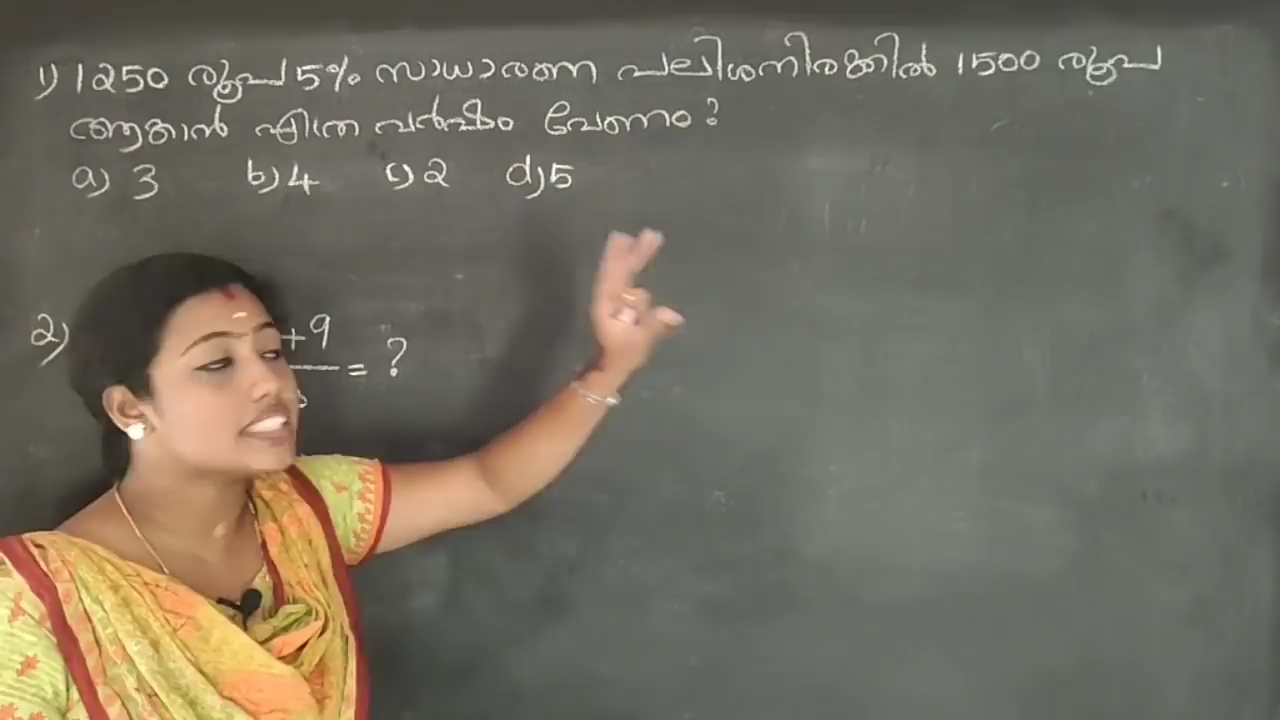 1) 1250 രൂപ 5% സാധാരണ പലിശനിരക്കിൽ 1500 രൂപ
ആകാൻ എത്ര വർഷം വേണം?
a) 3 b) 4 c) 2 d) 5
2) +9
= ?